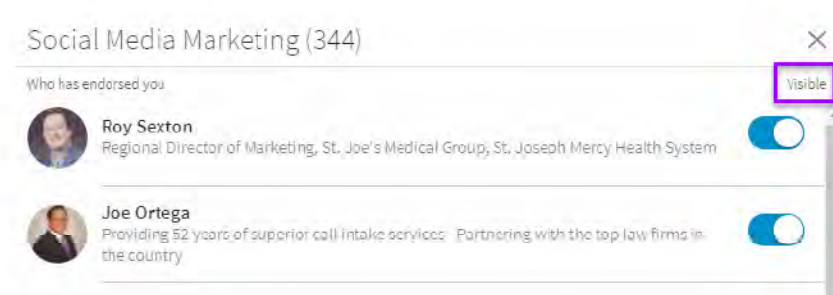 Social Media Marketing (344)
Who has endorsed you
Visible
Roy Sexton
Regional Director of Marketing, St. Joe's Medical Group, St. Joseph Mercy Health System
Joe Ortega
Providing 52 years of superior call intake services Partnering with the top law firms in
the country